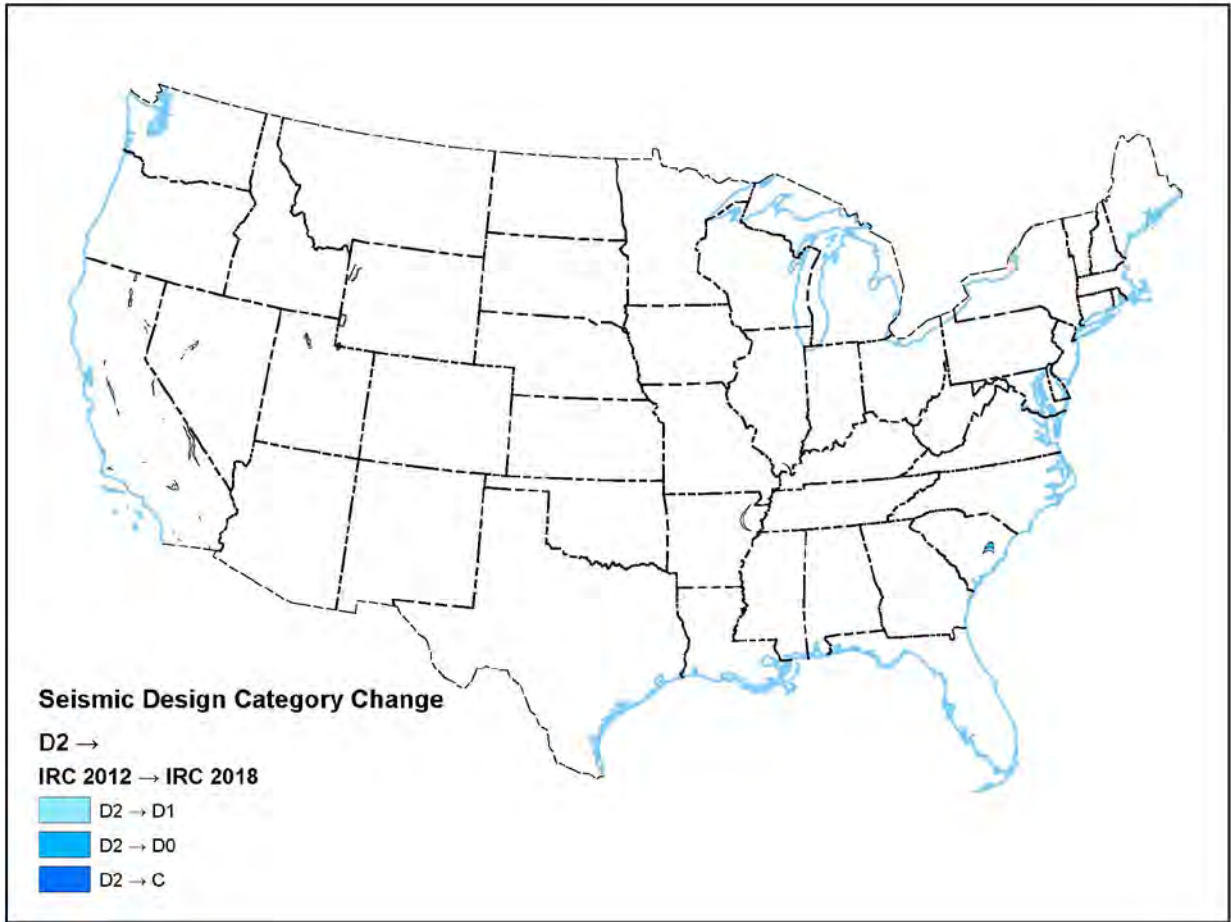 Seismic Design Category Change
D2 →
IRC 2012 → IRC 2018
D2 → D1
D2 → D0
D2 → C